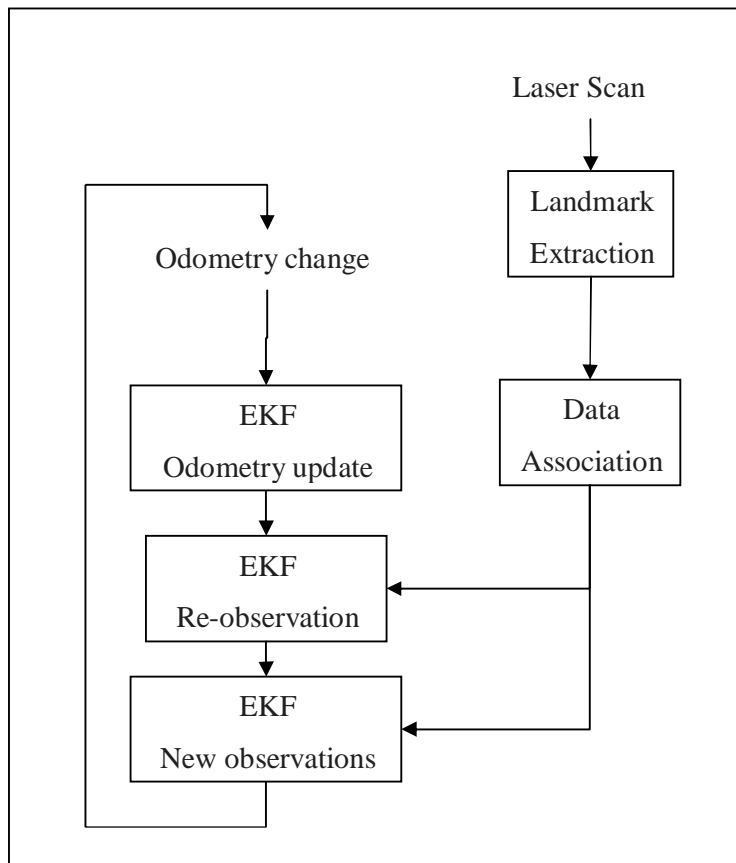 Laser Scan
Landmark
Extraction
Odometry change
EKF
Odometry update
Data
Association
EKF
Re-observation
EKF
New observations